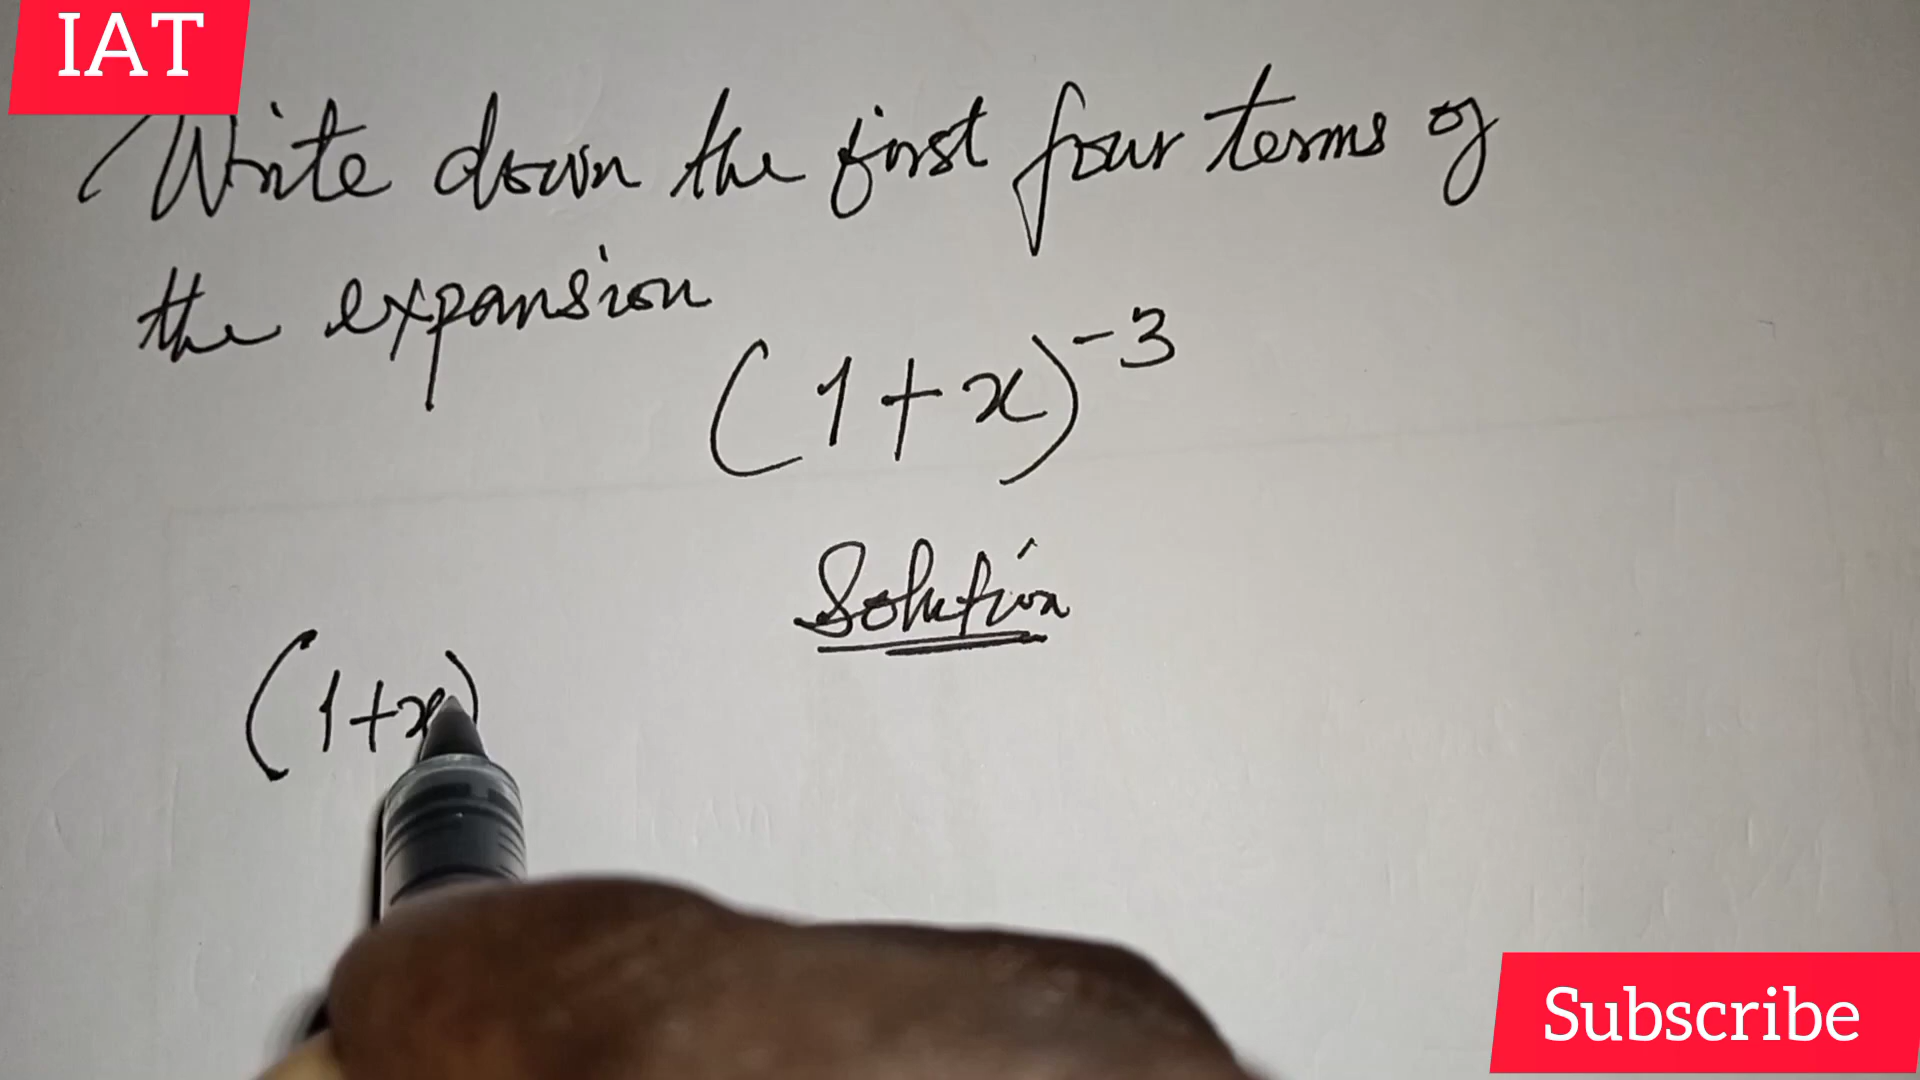 IAT
Write down the first four terms of
the expansion
(1+x)⁻³
Solution
(1+x)
Subscribe